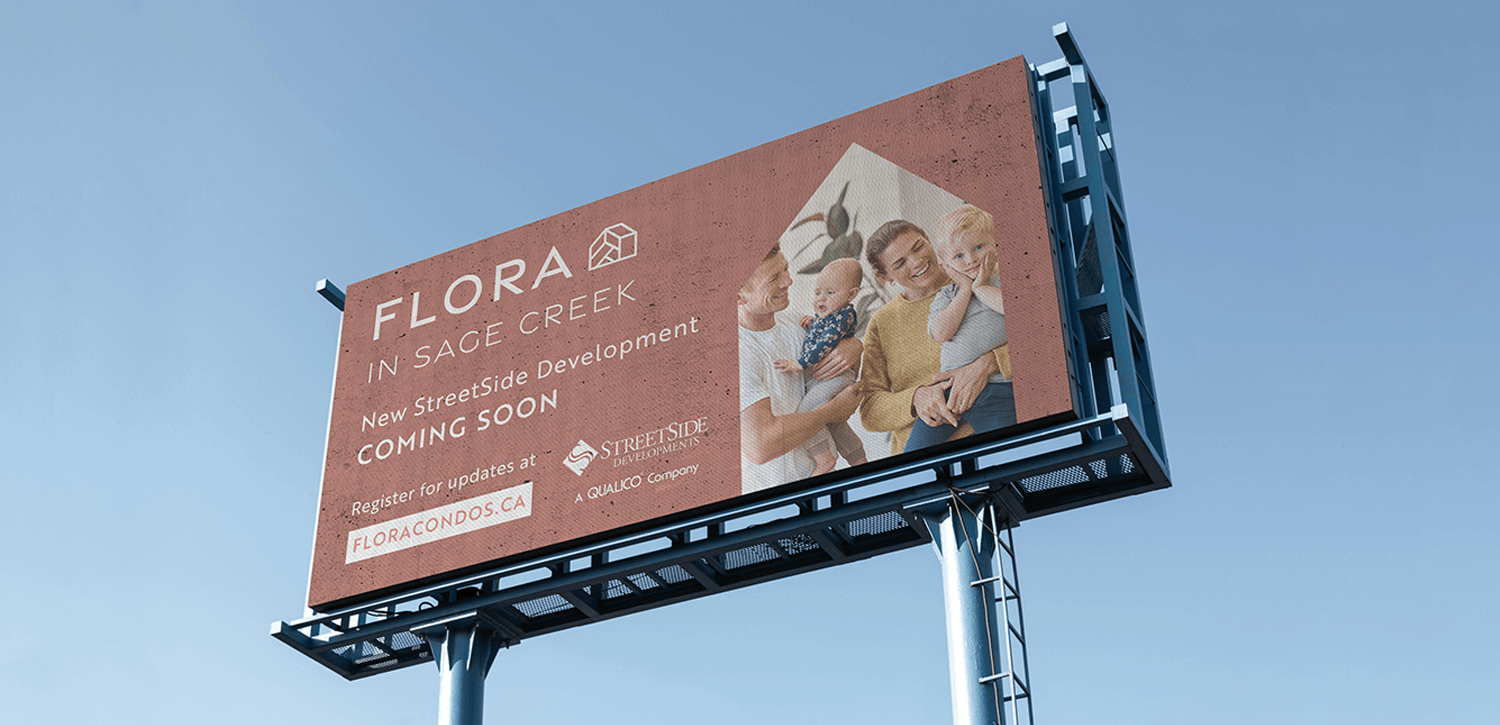 FLORA
IN SAGE CREEK
New StreetSide Development
COMING SOON
Register for updates at
FLORACONDOS.CA
STREETSIDE
DEVELOPMENTS
A QUALICO® Company